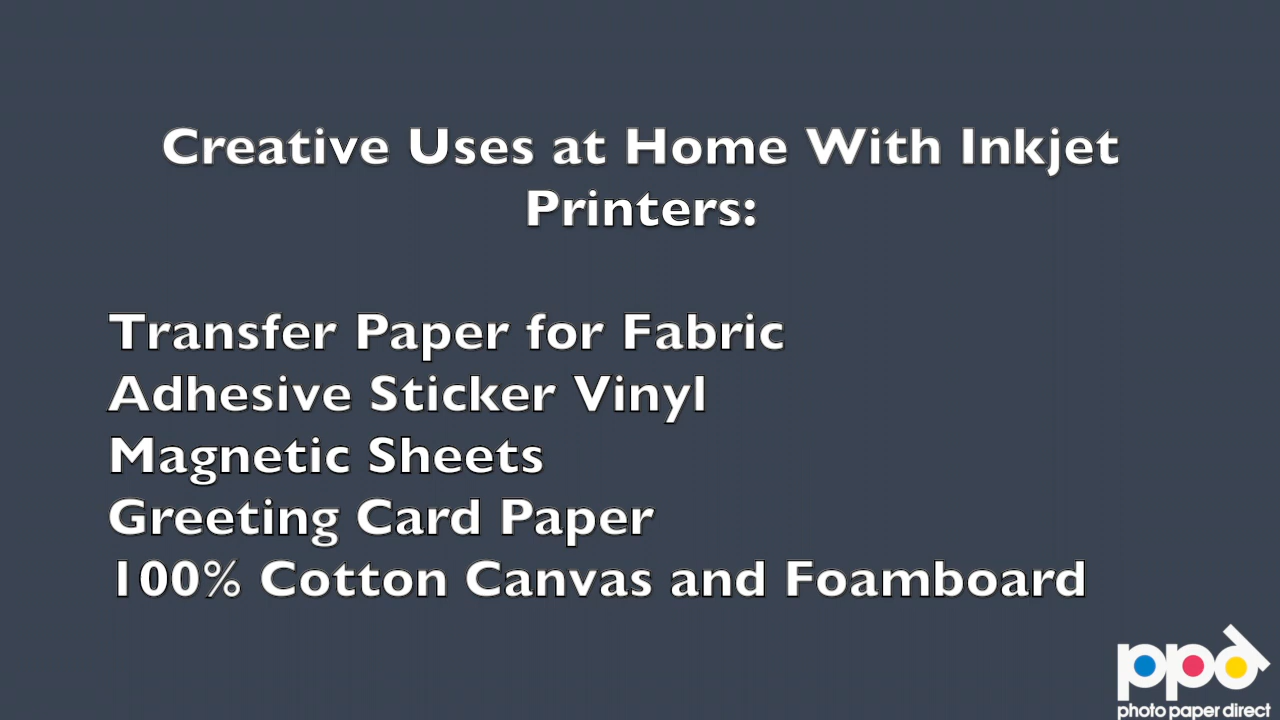 Creative Uses at Home With Inkjet
Printers:
Transfer Paper for Fabric
Adhesive Sticker Vinyl
Magnetic Sheets
Greeting Card Paper
100% Cotton Canvas and Foamboard
ppd
photo paper direct